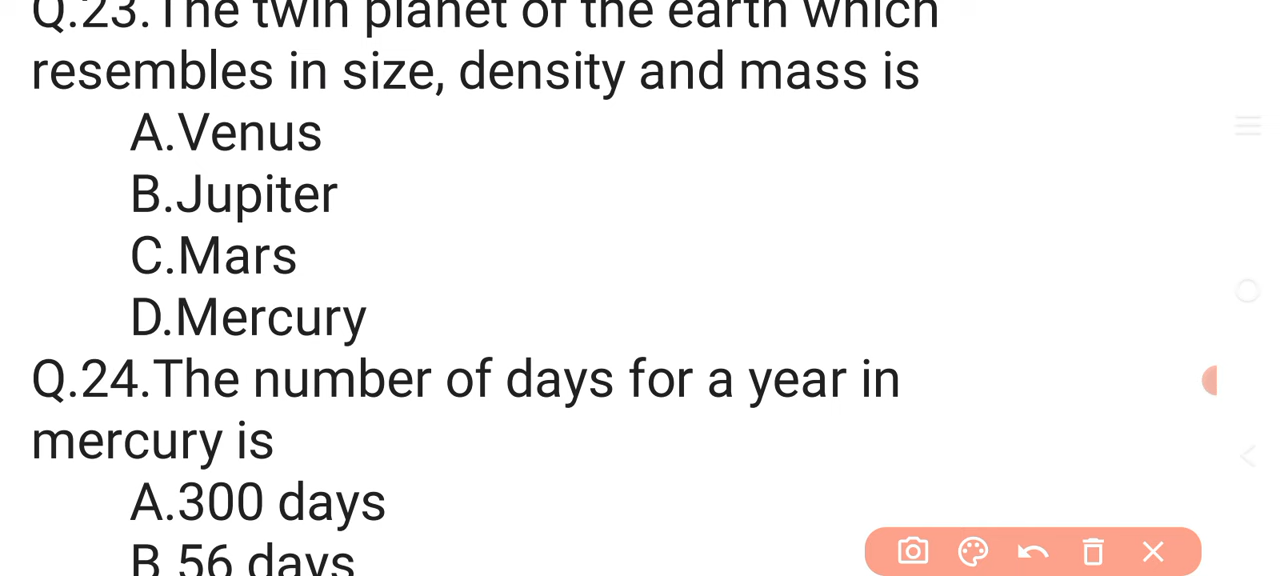 Q.23.The twin planet of the earth which
resembles in size, density and mass is
A.Venus
B.Jupiter
C.Mars
D.Mercury
Q.24.The number of days for a year in
mercury is
A.300 days
B.56 days